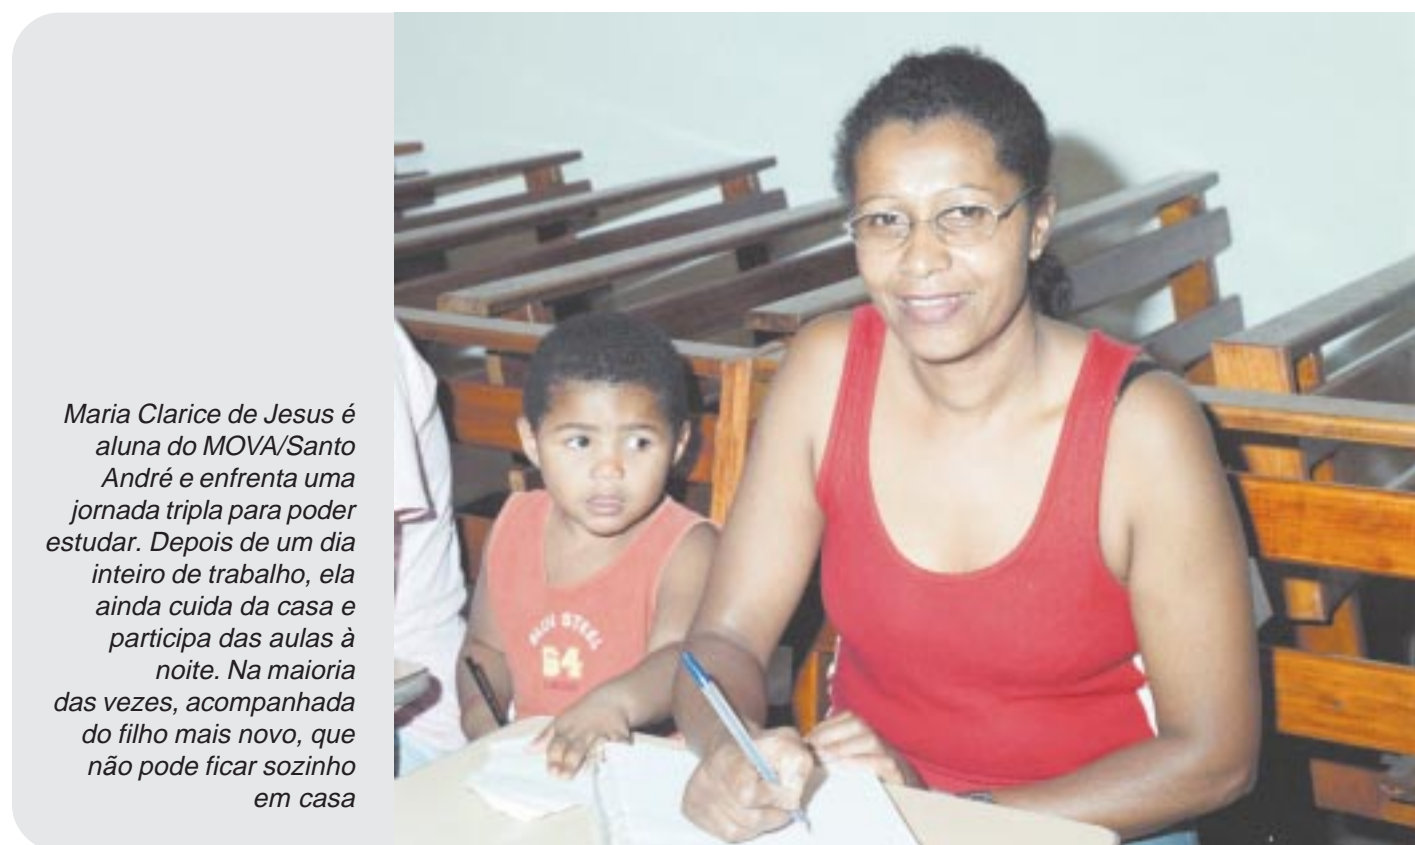 Maria Clarice de Jesus é
aluna do MOVA/Santo
André e enfrenta uma
jornada tripla para poder
estudar. Depois de um dia
inteiro de trabalho, ela
ainda cuida da casa e
participa das aulas à
noite. Na maioria
das vezes, acompanhada
do filho mais novo, que
não pode ficar sozinho
em casa
STEEL
64